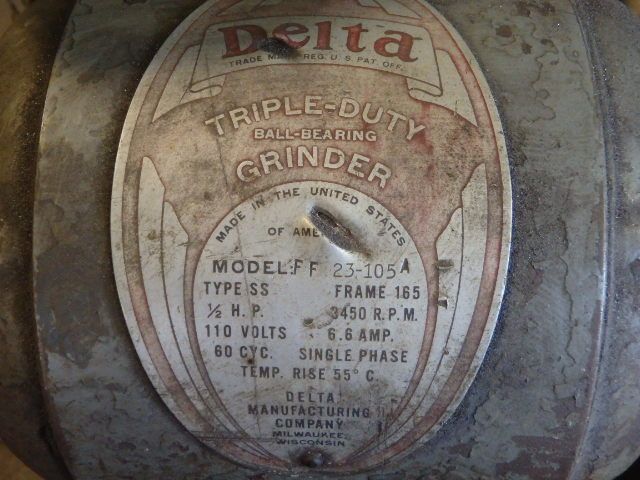 Delta
TRADE MARK REG. U.S. PAT. OFF.
TRIPLE-DUTY
BALL-BEARING
GRINDER
MADE IN THE UNITED STATES
OF AMERICA
MODEL: FF 23-105A
TYPE SS FRAME 165
½ H. P. 3450 R.P.M.
110 VOLTS 6.6 AMP.
60 CYC. SINGLE PHASE
TEMP. RISE 55° C.
DELTA
MANUFACTURING
COMPANY
MILWAUKEE,
WISCONSIN